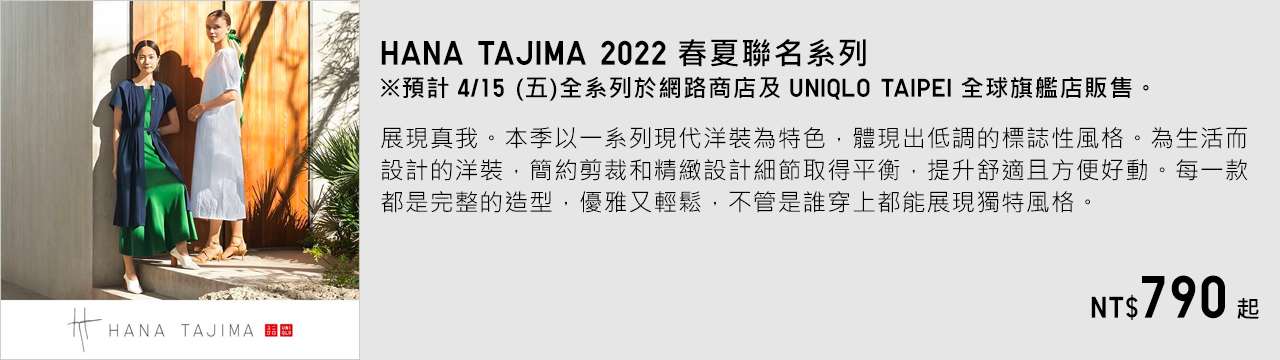 HANA TAJIMA 2022 春夏聯名系列
※預計 4/15 (五)全系列於網路商店及 UNIQLO TAIPEI 全球旗艦店販售。
展現真我。本季以一系列現代洋裝為特色，體現出低調的標誌性風格。為生活而
設計的洋裝，簡約剪裁和精緻設計細節取得平衡，提升舒適且方便好動。每一款
都是完整的造型，優雅又輕鬆，不管是誰穿上都能展現獨特風格。
NT$790 起
HT HANA TAJIMA ユニクロ UNIQLO